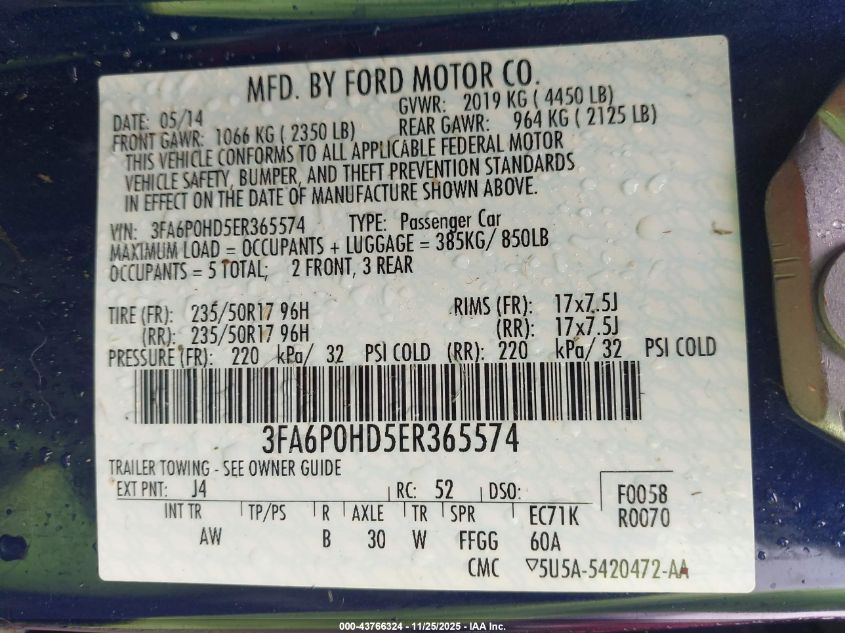 MFD. BY FORD MOTOR CO.
DATE: 05/14 GVWR: 2019 KG ( 4450 LB)
FRONT GAWR: 1066 KG ( 2350 LB) REAR GAWR: 964 KG ( 2125 LB)
THIS VEHICLE CONFORMS TO ALL APPLICABLE FEDERAL MOTOR
VEHICLE SAFETY, BUMPER, AND THEFT PREVENTION STANDARDS
IN EFFECT ON THE DATE OF MANUFACTURE SHOWN ABOVE.
VIN: 3FA6P0HD5ER365574 TYPE: Passenger Car
MAXIMUM LOAD = OCCUPANTS + LUGGAGE = 385KG/ 850LB
OCCUPANTS = 5 TOTAL; 2 FRONT, 3 REAR
TIRE (FR): 235/50R17 96H RIMS (FR): 17x7.5J
(RR): 235/50R17 96H (RR): 17x7.5J
PRESSURE (FR): 220 kPa/ 32 PSI COLD (RR): 220 kPa/ 32 PSI COLD
3FA6P0HD5ER365574
TRAILER TOWING - SEE OWNER GUIDE
EXT PNT: J4 RC: 52 DSO: F0058
INT TR TP/PS R AXLE TR SPR EC71K R0070
AW B 30 W FFGG 60A
CMC ▽5U5A-5420472-AA
000-43766324 - 11/25/2025 - IAA Inc.